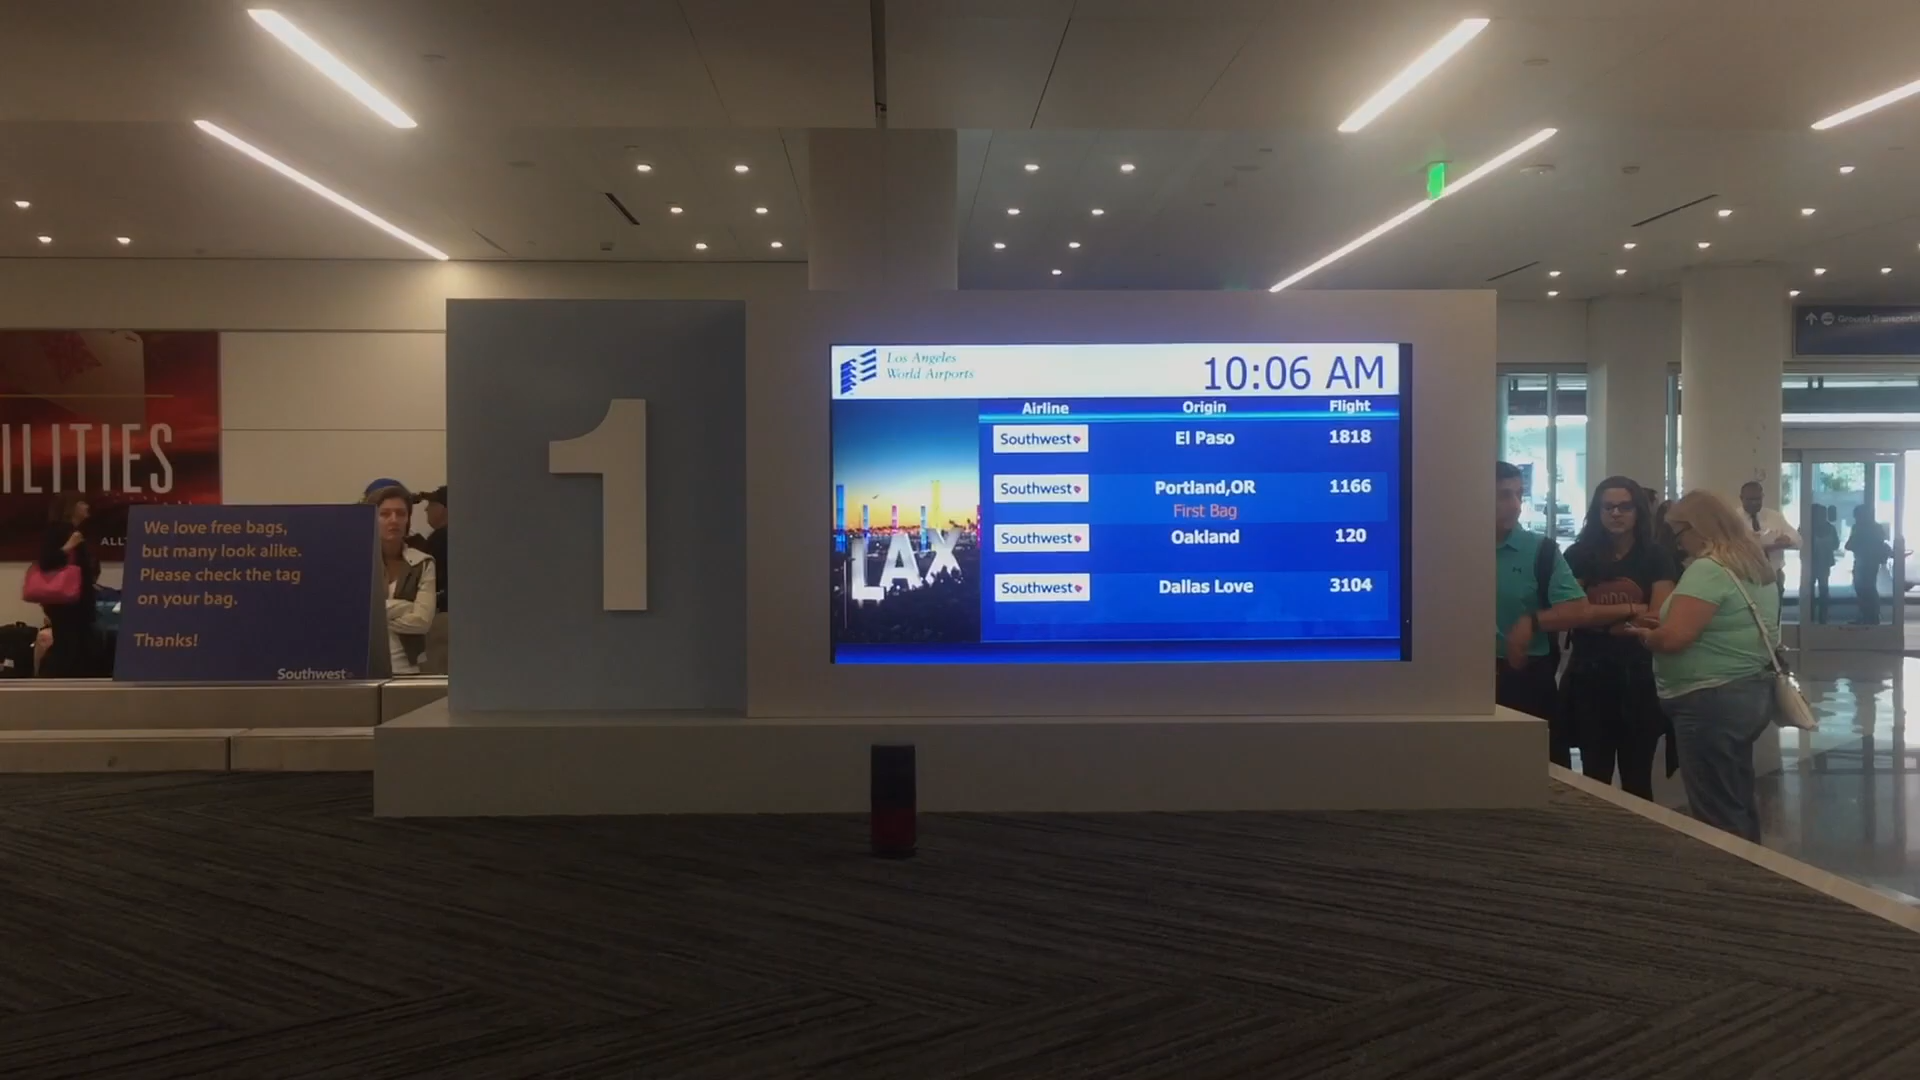 ILITIES
ALL
We love free bags,
but many look alike.
Please check the tag
on your bag.
Thanks!
Southwest
1
Los Angeles
World Airports
10:06 AM
Airline Origin Flight
Southwest El Paso 1818
Southwest Portland,OR 1166
First Bag
Southwest Oakland 120
Southwest Dallas Love 3104
LAX
Ground